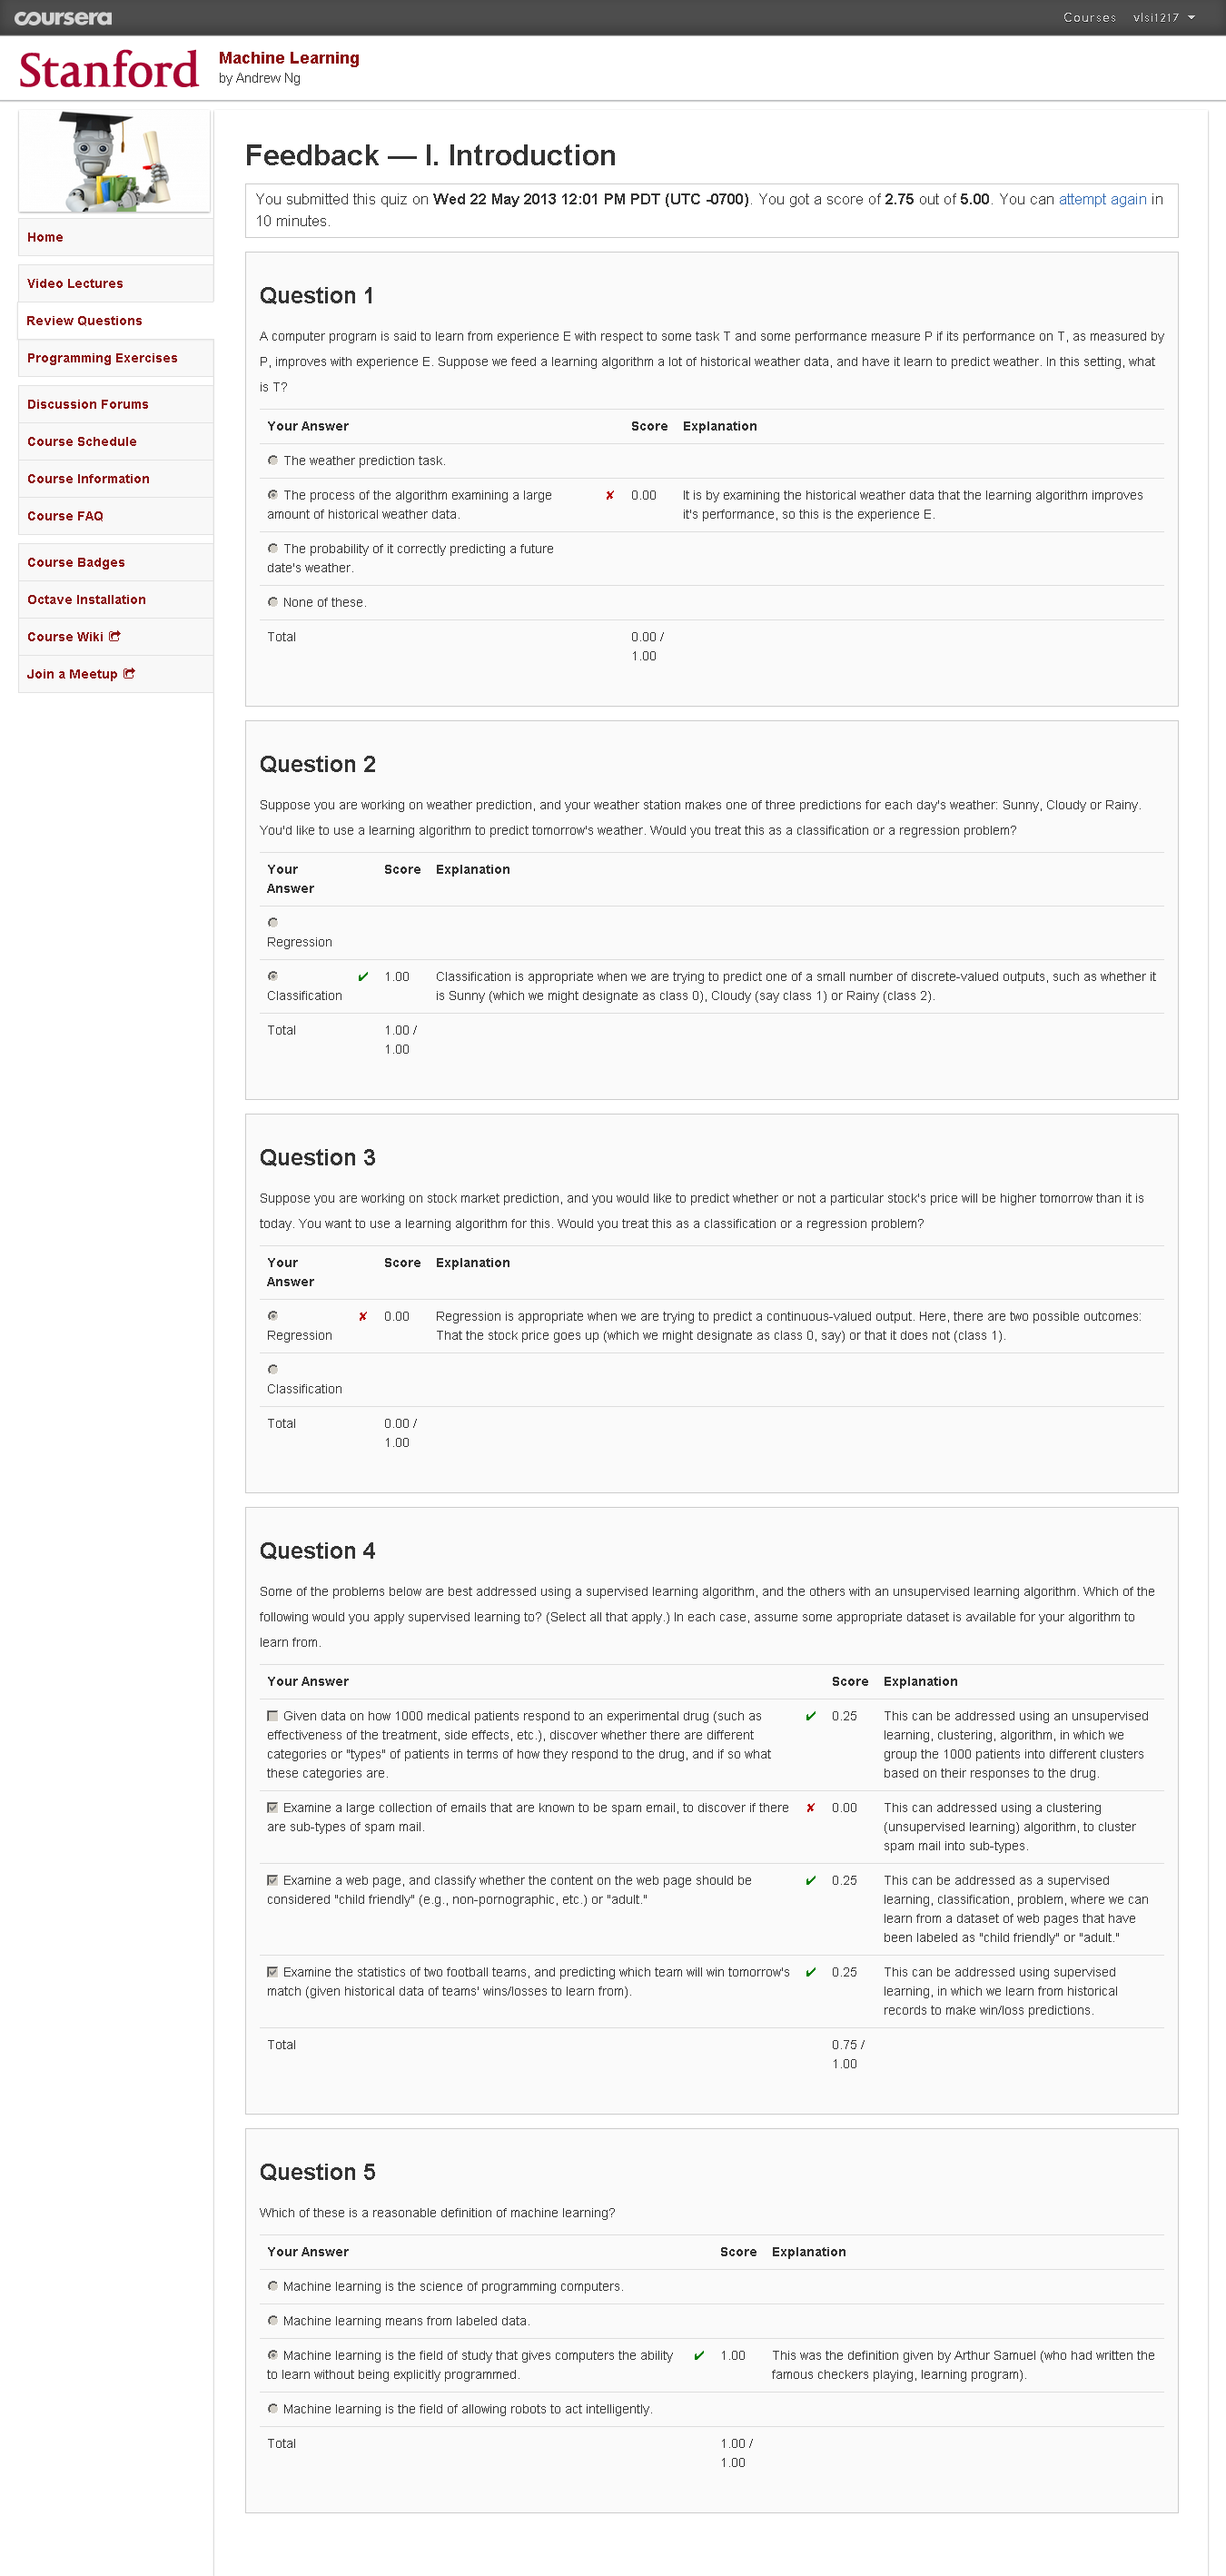 coursera
Courses
vlsi1217
Stanford
Machine Learning
by Andrew Ng
Home
Video Lectures
Review Questions
Programming Exercises
Discussion Forums
Course Schedule
Course Information
Course FAQ
Course Badges
Octave Installation
Course Wiki
Join a Meetup
Feedback — I. Introduction
You submitted this quiz on Wed 22 May 2013 12:01 PM PDT (UTC -0700). You got a score of 2.75 out of 5.00. You can attempt again in
10 minutes.
Question 1
A computer program is said to learn from experience E with respect to some task T and some performance measure P if its performance on T, as measured by
P, improves with experience E. Suppose we feed a learning algorithm a lot of historical weather data, and have it learn to predict weather. In this setting, what
is T?
Your Answer Score Explanation
The weather prediction task.
The process of the algorithm examining a large
amount of historical weather data.
✘ 0.00
It is by examining the historical weather data that the learning algorithm improves
it's performance, so this is the experience E.
The probability of it correctly predicting a future
date's weather.
None of these.
Total
0.00 /
1.00
Question 2
Suppose you are working on weather prediction, and your weather station makes one of three predictions for each day's weather: Sunny, Cloudy or Rainy.
You'd like to use a learning algorithm to predict tomorrow's weather. Would you treat this as a classification or a regression problem?
Your
Answer
Score Explanation
Regression
Classification
✔ 1.00
Classification is appropriate when we are trying to predict one of a small number of discrete-valued outputs, such as whether it
is Sunny (which we might designate as class 0), Cloudy (say class 1) or Rainy (class 2).
Total
1.00 /
1.00
Question 3
Suppose you are working on stock market prediction, and you would like to predict whether or not a particular stock's price will be higher tomorrow than it is
today. You want to use a learning algorithm for this. Would you treat this as a classification or a regression problem?
Your
Answer
Score Explanation
Regression
✘ 0.00
Regression is appropriate when we are trying to predict a continuous-valued output. Here, there are two possible outcomes:
That the stock price goes up (which we might designate as class 0, say) or that it does not (class 1).
Classification
Total
0.00 /
1.00
Question 4
Some of the problems below are best addressed using a supervised learning algorithm, and the others with an unsupervised learning algorithm. Which of the
following would you apply supervised learning to? (Select all that apply.) In each case, assume some appropriate dataset is available for your algorithm to
learn from.
Your Answer Score Explanation
Given data on how 1000 medical patients respond to an experimental drug (such as
effectiveness of the treatment, side effects, etc.), discover whether there are different
categories or "types" of patients in terms of how they respond to the drug, and if so what
these categories are.
✔ 0.25
This can be addressed using an unsupervised
learning, clustering, algorithm, in which we
group the 1000 patients into different clusters
based on their responses to the drug.
Examine a large collection of emails that are known to be spam email, to discover if there
are sub-types of spam mail.
✘ 0.00
This can addressed using a clustering
(unsupervised learning) algorithm, to cluster
spam mail into sub-types.
Examine a web page, and classify whether the content on the web page should be
considered "child friendly" (e.g., non-pornographic, etc.) or "adult."
✔ 0.25
This can be addressed as a supervised
learning, classification, problem, where we can
learn from a dataset of web pages that have
been labeled as "child friendly" or "adult."
Examine the statistics of two football teams, and predicting which team will win tomorrow's
match (given historical data of teams' wins/losses to learn from).
✔ 0.25
This can be addressed using supervised
learning, in which we learn from historical
records to make win/loss predictions.
Total
0.75 /
1.00
Question 5
Which of these is a reasonable definition of machine learning?
Your Answer Score Explanation
Machine learning is the science of programming computers.
Machine learning means from labeled data.
Machine learning is the field of study that gives computers the ability
to learn without being explicitly programmed.
✔ 1.00
This was the definition given by Arthur Samuel (who had written the
famous checkers playing, learning program).
Machine learning is the field of allowing robots to act intelligently.
Total
1.00 /
1.00